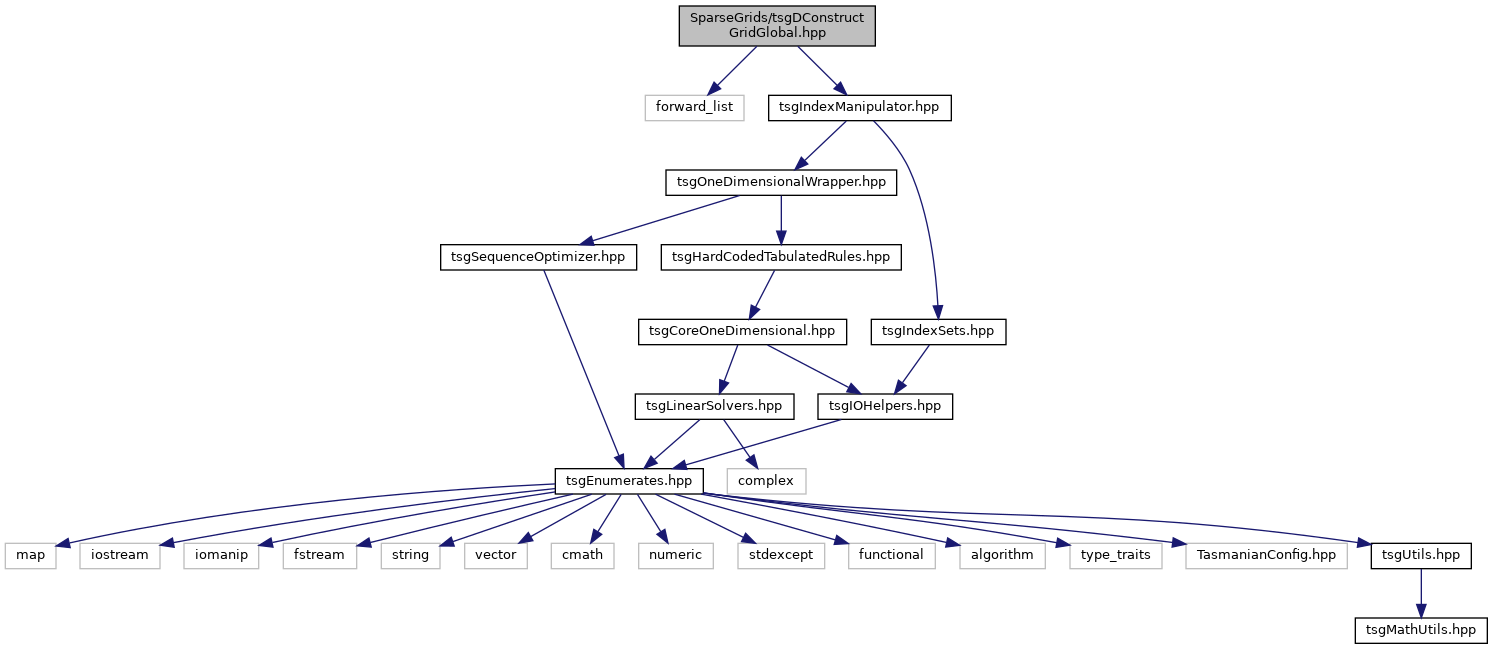 SparseGrids/tsgDConstruct
GridGlobal.hpp
forward_list
tsgIndexManipulator.hpp
tsgOneDimensionalWrapper.hpp
tsgSequenceOptimizer.hpp
tsgHardCodedTabulatedRules.hpp
tsgCoreOneDimensional.hpp
tsgIndexSets.hpp
tsgLinearSolvers.hpp
tsgIOHelpers.hpp
tsgEnumerates.hpp
complex
map
iostream
iomanip
fstream
string
vector
cmath
numeric
stdexcept
functional
algorithm
type_traits
TasmanianConfig.hpp
tsgUtils.hpp
tsgMathUtils.hpp